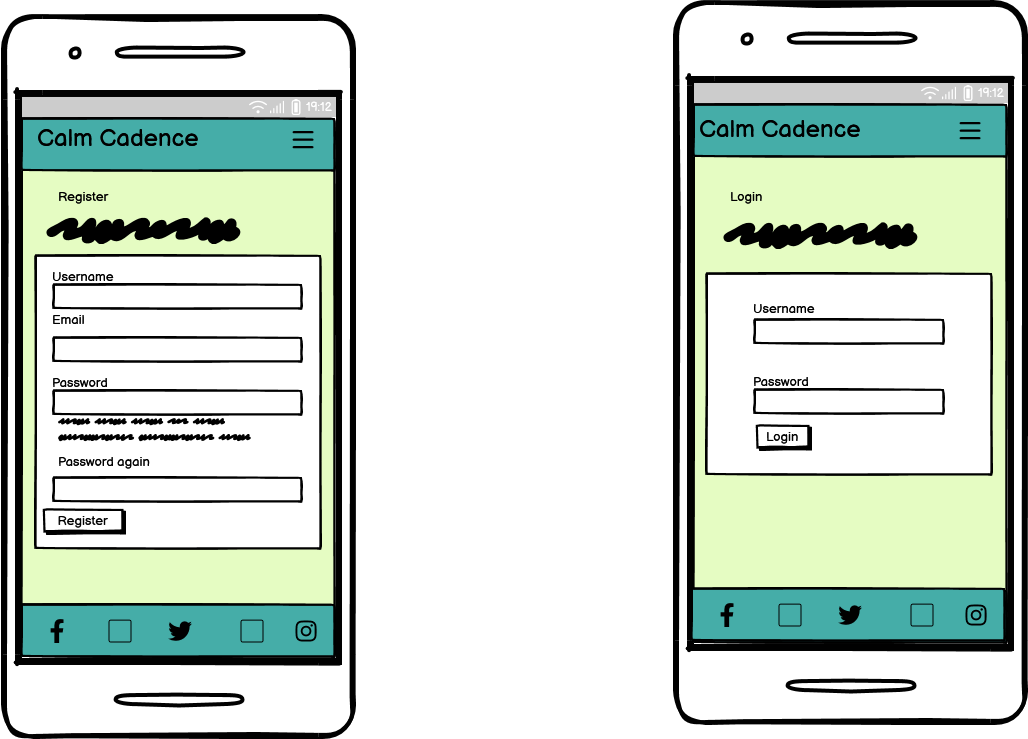 19:12
Calm Cadence
Register
Username
Email
Password
Password again
Register
19:12
Calm Cadence
Login
Username
Password
Login